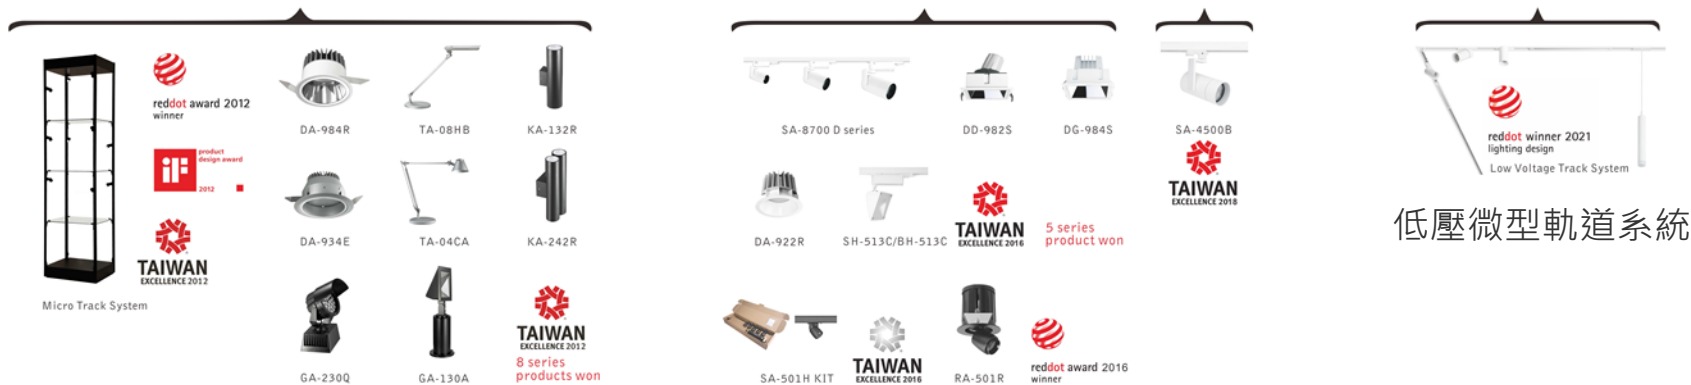 reddot award 2012
winner
product
design award
iF
2012
TAIWAN
EXCELLENCE 2012
Micro Track System
DA-984R
TA-08HB
KA-132R
DA-934E
TA-04CA
KA-242R
GA-230Q
GA-130A
TAIWAN
EXCELLENCE 2012
8 series
products won
SA-8700 D series
DD-982S
DG-984S
DA-922R
SH-513C/BH-513C
TAIWAN
EXCELLENCE 2016
5 series
product won
SA-501H KIT
TAIWAN
EXCELLENCE 2016
RA-501R
reddot award 2016
winner
SA-4500B
TAIWAN
EXCELLENCE 2018
reddot winner 2021
lighting design
Low Voltage Track System
低壓微型軌道系統